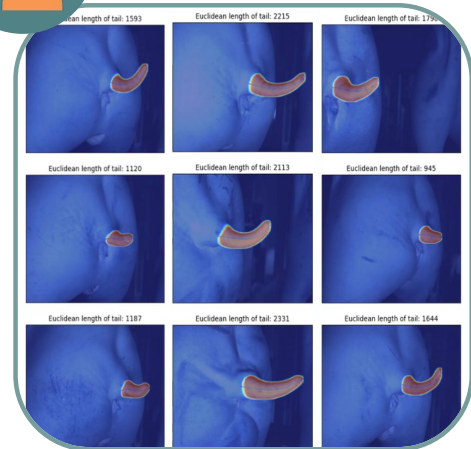 Euclidean length of tail: 1593
Euclidean length of tail: 2215
Euclidean length of tail:
Euclidean length of tail: 1120
Euclidean length of tail: 2113
Euclidean length of tail: 945
Euclidean length of tail: 1187
Euclidean length of tail: 2331
Euclidean length of tail: 1644